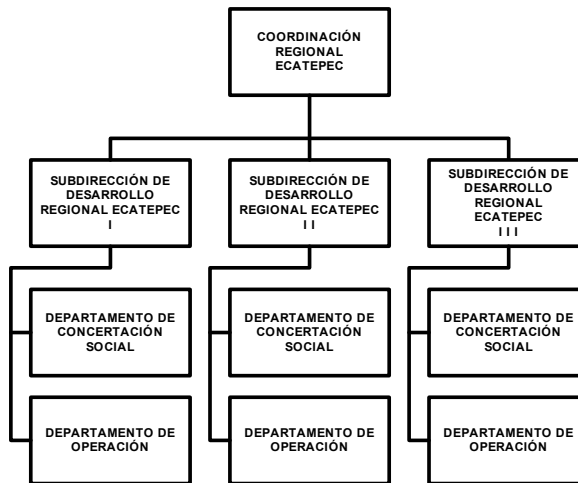 COORDINACIÓN
REGIONAL
ECATEPEC
SUBDIRECCIÓN DE
DESARROLLO
REGIONAL ECATEPEC
I
SUBDIRECCIÓN DE
DESARROLLO
REGIONAL ECATEPEC
I I
SUBDIRECCIÓN DE
DESARROLLO
REGIONAL
ECATEPEC
I I I
DEPARTAMENTO DE
CONCERTACIÓN
SOCIAL
DEPARTAMENTO DE
CONCERTACIÓN
SOCIAL
DEPARTAMENTO DE
CONCERTACIÓN
SOCIAL
DEPARTAMENTO DE
OPERACIÓN
DEPARTAMENTO DE
OPERACIÓN
DEPARTAMENTO DE
OPERACIÓN